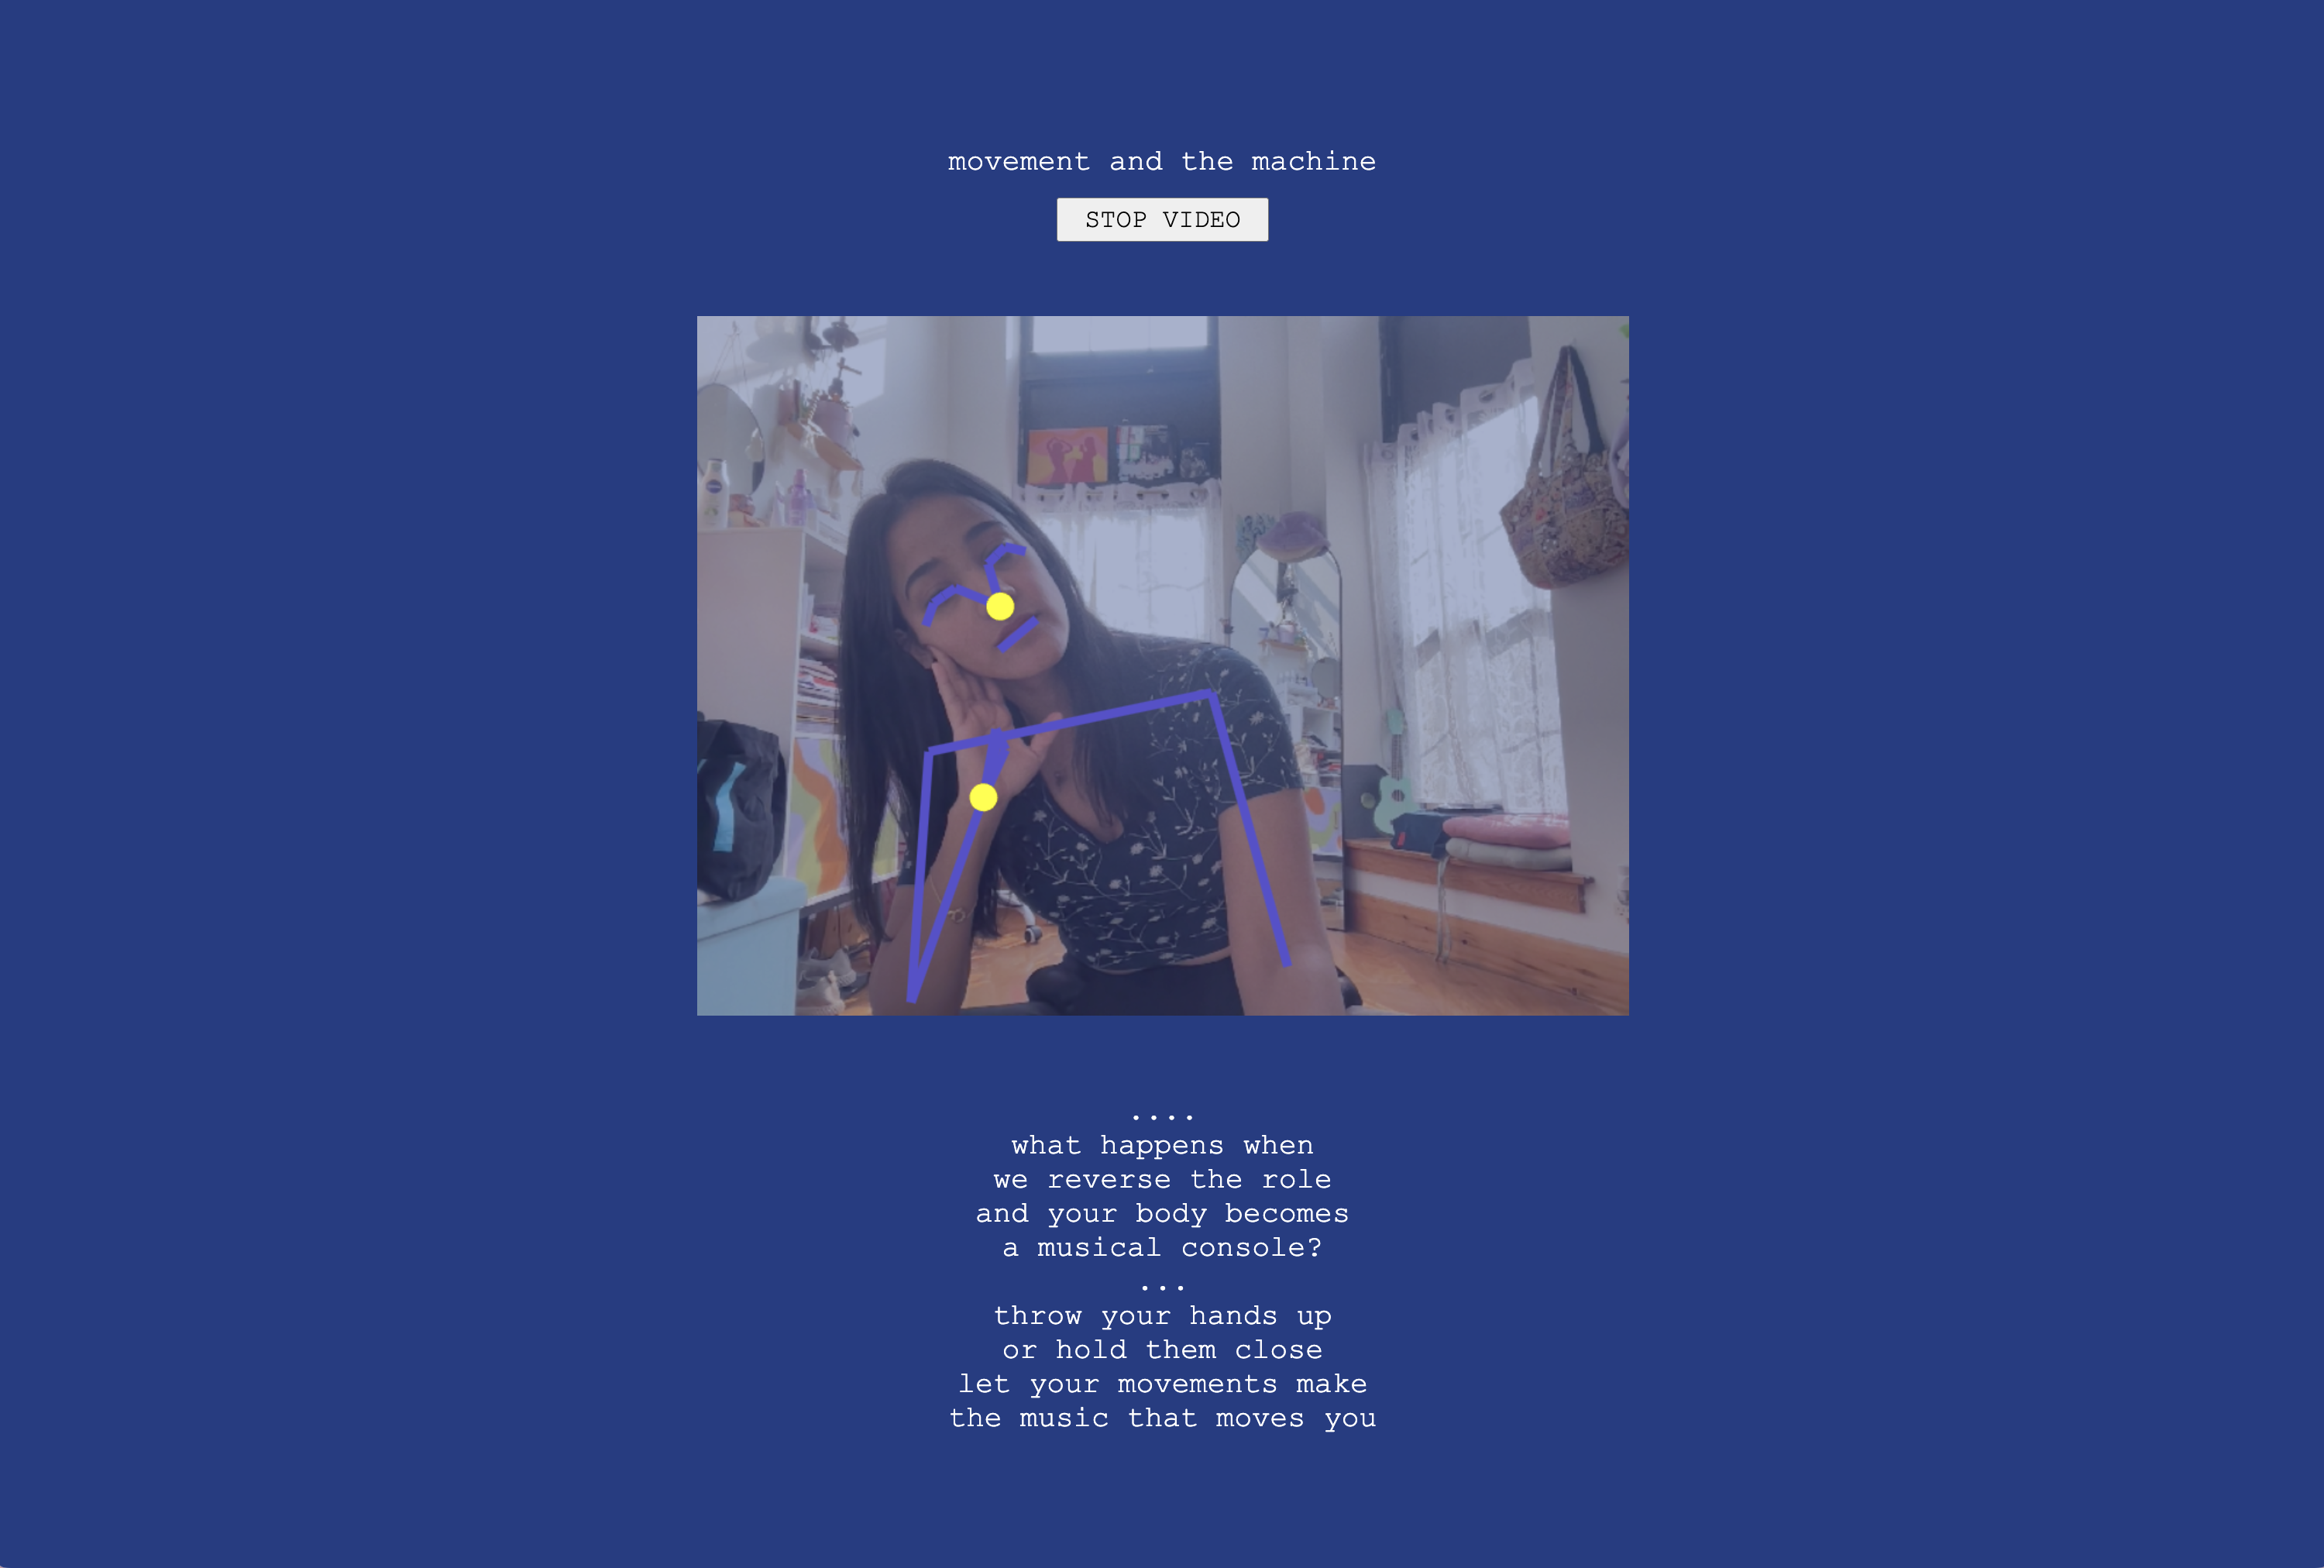 movement and the machine
STOP VIDEO
....
what happens when
we reverse the role
and your body becomes
a musical console?
...
throw your hands up
or hold them close
let your movements make
the music that moves you